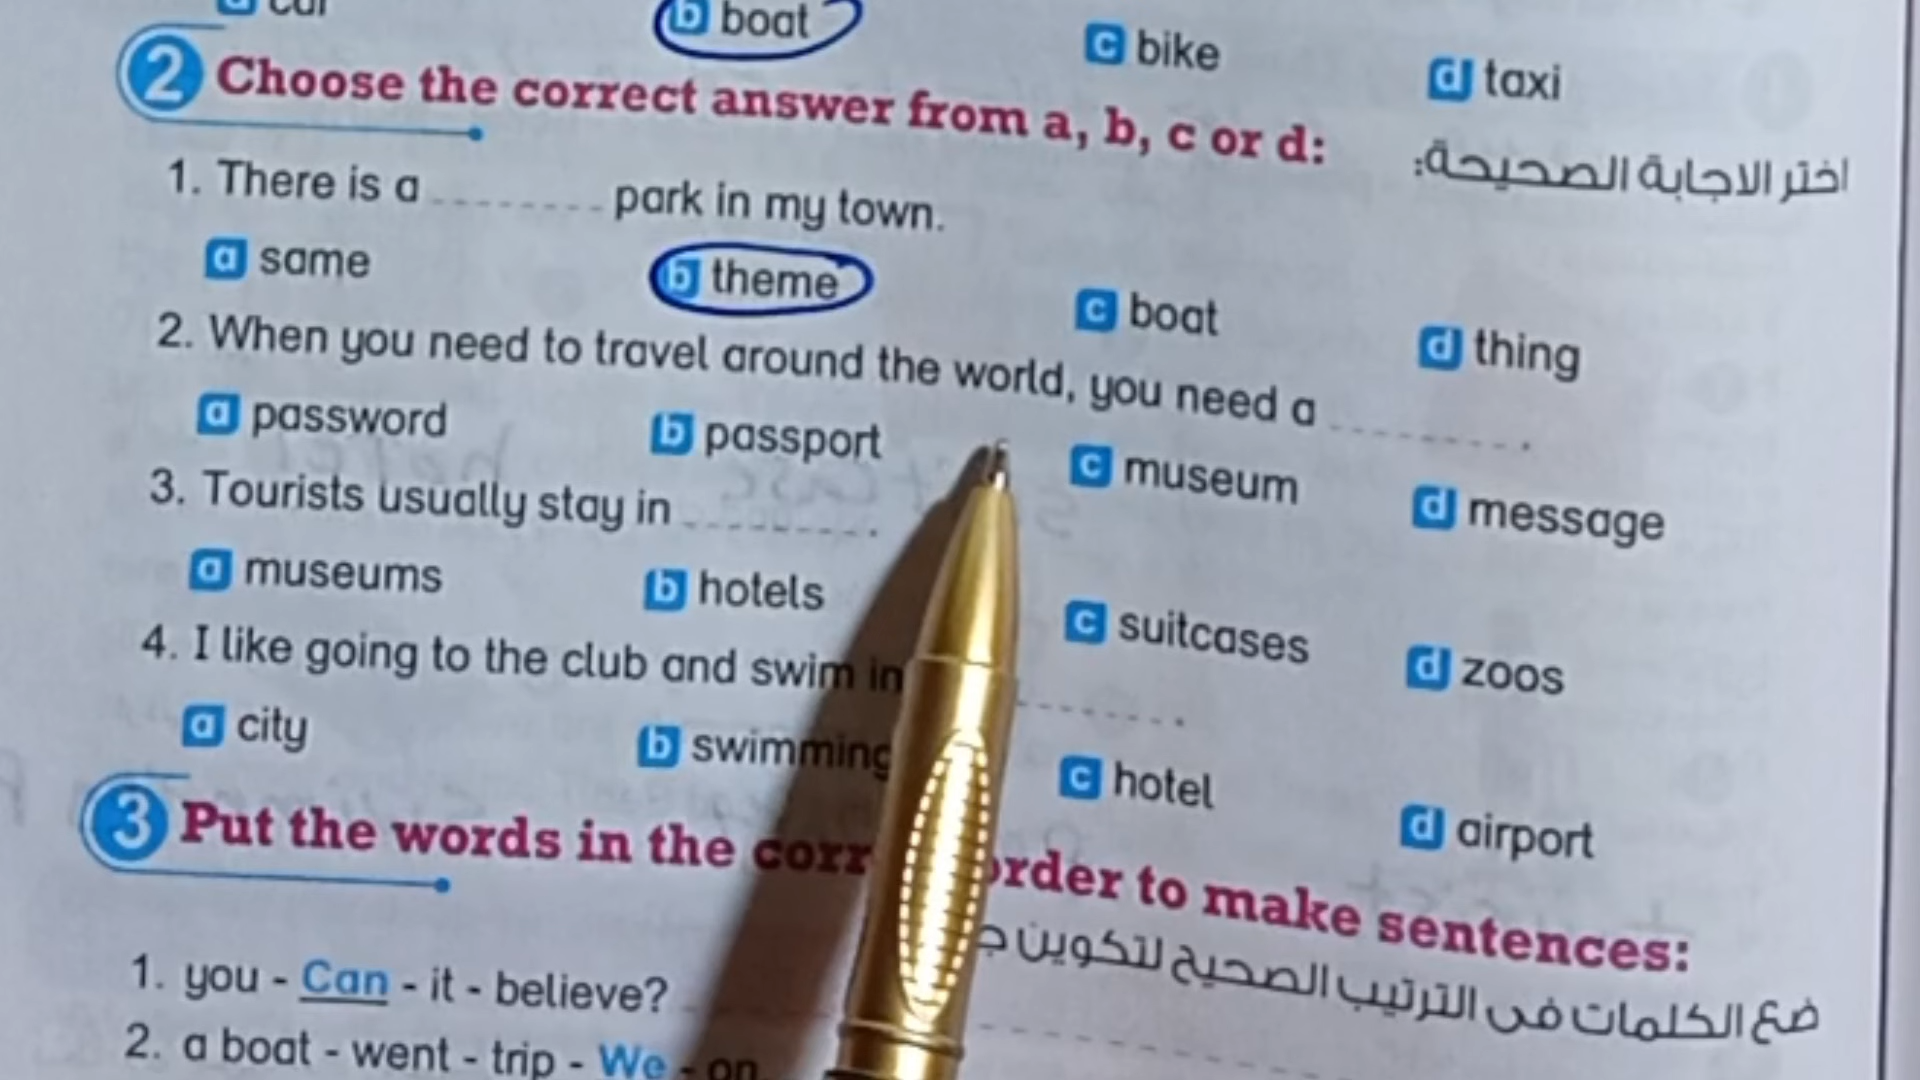 b boat
c bike
d taxi
2 Choose the correct answer from a, b, c or d:
اختر الاجابة الصحيحة:
1. There is a -------- park in my town.
a same b theme c boat d thing
2. When you need to travel around the world, you need a --------.
a password b passport c museum d message
3. Tourists usually stay in --------.
a museums b hotels c suitcases d zoos
4. I like going to the club and swim in --------.
a city b swimming c hotel d airport
3 Put the words in the order to make sentences:
ضع الكلمات فى الترتيب الصحيح لتكوين
1. you - Can - it - believe?
2. a boat - went - trip - We - on